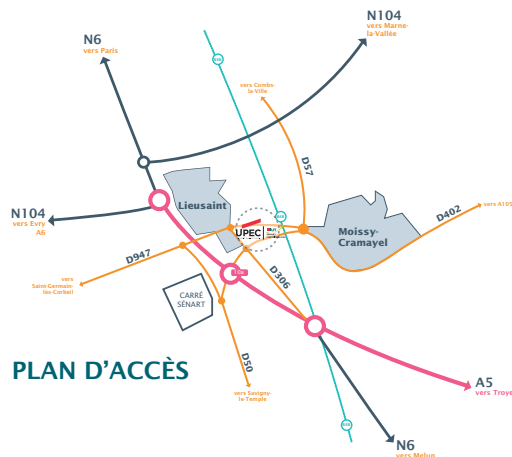 N104
vers Marne-
la-Vallée
N6
vers Paris
vers Combs-
la-Ville
D57
Lieusaint
UPEC
Moissy-
Cramayel
D402
vers A105
N104
vers Evry
A6
D947
vers
Saint-Germain-
lès-Corbeil
D306
CARRÉ
SÉNART
D50
PLAN D'ACCÈS
vers Savigny-
le-Temple
A5
vers Troye
N6
vers Melun